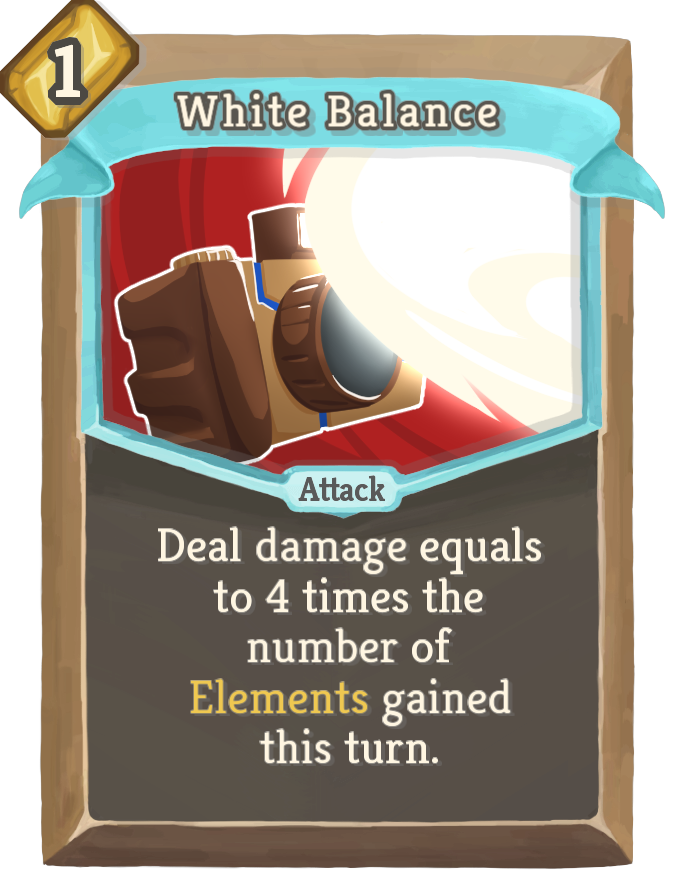 1
White Balance
Attack
Deal damage equals
to 4 times the
number of
Elements gained
this turn.